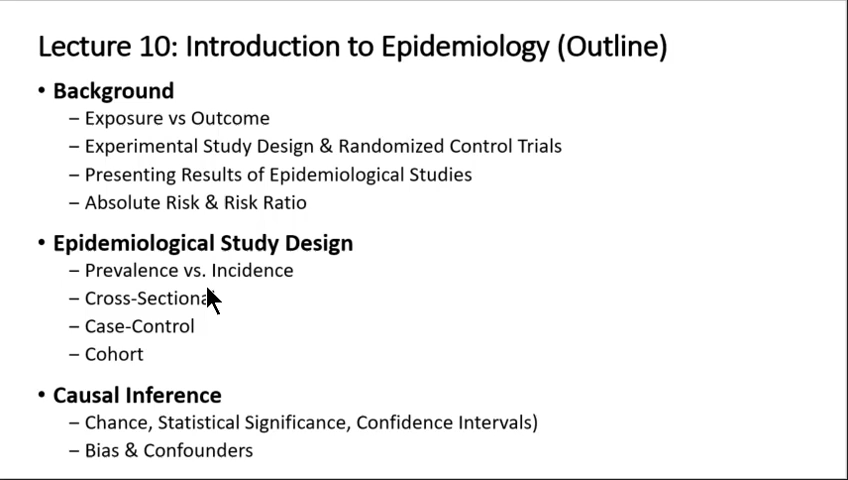 Lecture 10: Introduction to Epidemiology (Outline)
• Background
– Exposure vs Outcome
– Experimental Study Design & Randomized Control Trials
– Presenting Results of Epidemiological Studies
– Absolute Risk & Risk Ratio
• Epidemiological Study Design
– Prevalence vs. Incidence
– Cross-Sectional
– Case-Control
– Cohort
• Causal Inference
– Chance, Statistical Significance, Confidence Intervals)
– Bias & Confounders